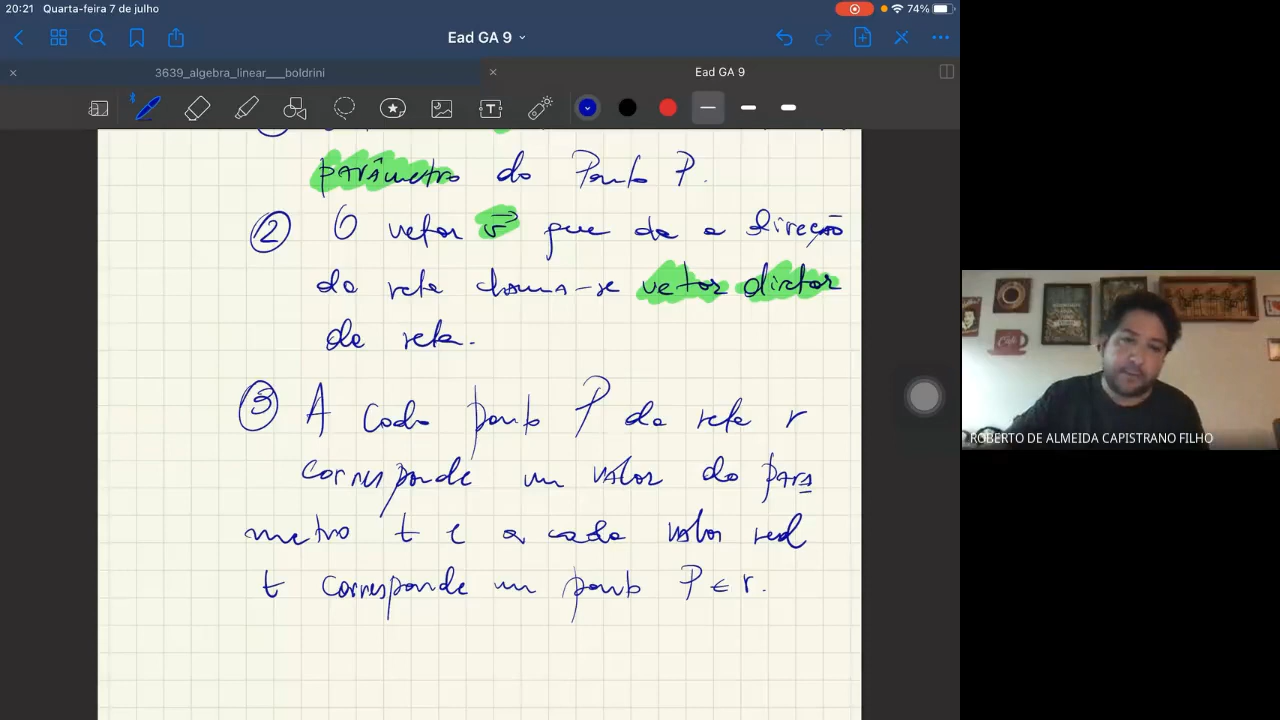 20:21 Quarta-feira 7 de julho
74%
Ead GA 9
3639_algebra_linear___boldrini
Ead GA 9
parâmetro do Ponto P.
② O vetor v⃗ que da a direção
da reta chama-se vetor diretor
da reta.
③ A cada ponto P da reta r
corresponde um valor do parâ
metro t e a cada valor real
t corresponde um ponto P ∈ r.
ROBERTO DE ALMEIDA CAPISTRANO FILHO